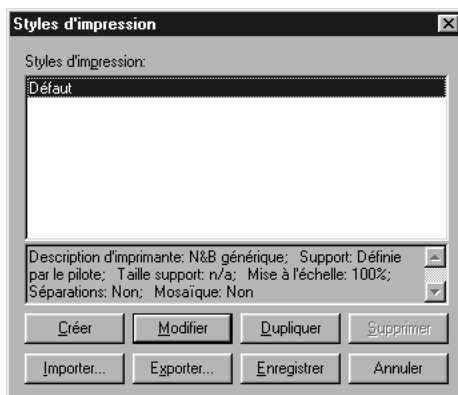 Styles d'impression
Styles d'impression:
Défaut
Description d'imprimante: N&B générique;   Support: Définie
par le pilote;   Taille support: n/a;   Mise à l'échelle: 100%;
Séparations: Non;   Mosaïque: Non
Créer   Modifier   Dupliquer   Supprimer
Importer...   Exporter...   Enregistrer   Annuler